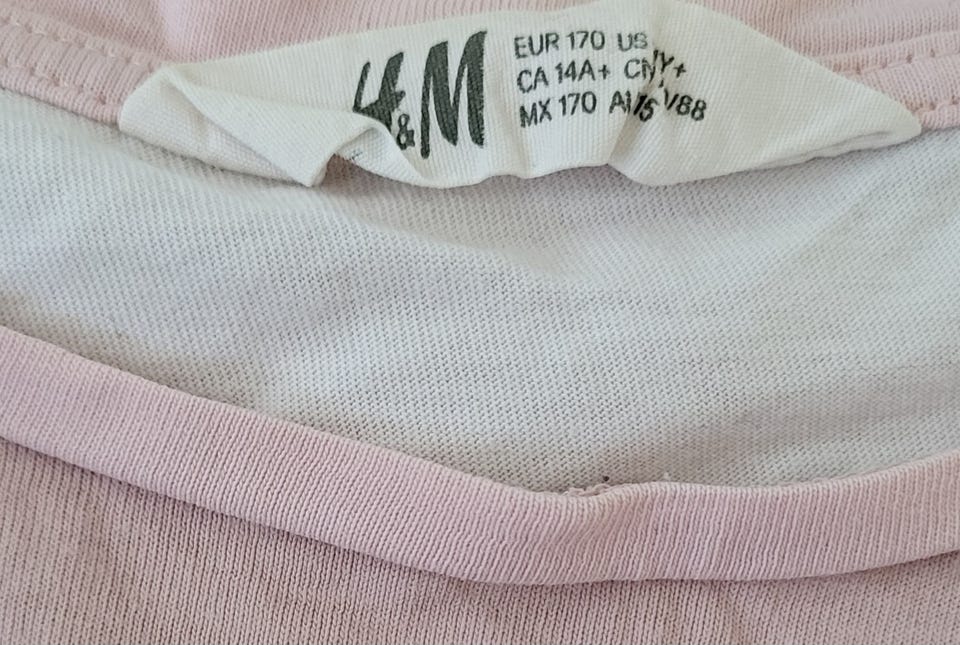 H&M
EUR 170 US
CA 14A+
MX 170